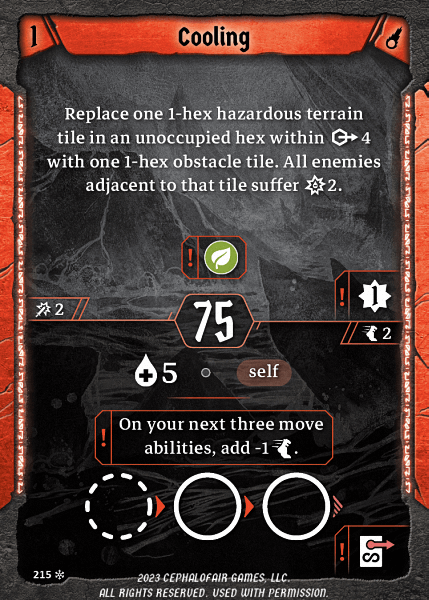 1
Cooling
Replace one 1-hex hazardous terrain
tile in an unoccupied hex within 4
with one 1-hex obstacle tile. All enemies
adjacent to that tile suffer 2.
!
! 1
2
75
2
5 self
! On your next three move
abilities, add -1 .
!
215
2023 CEPHALOFAIR GAMES, LLC.
ALL RIGHTS RESERVED. USED WITH PERMISSION.